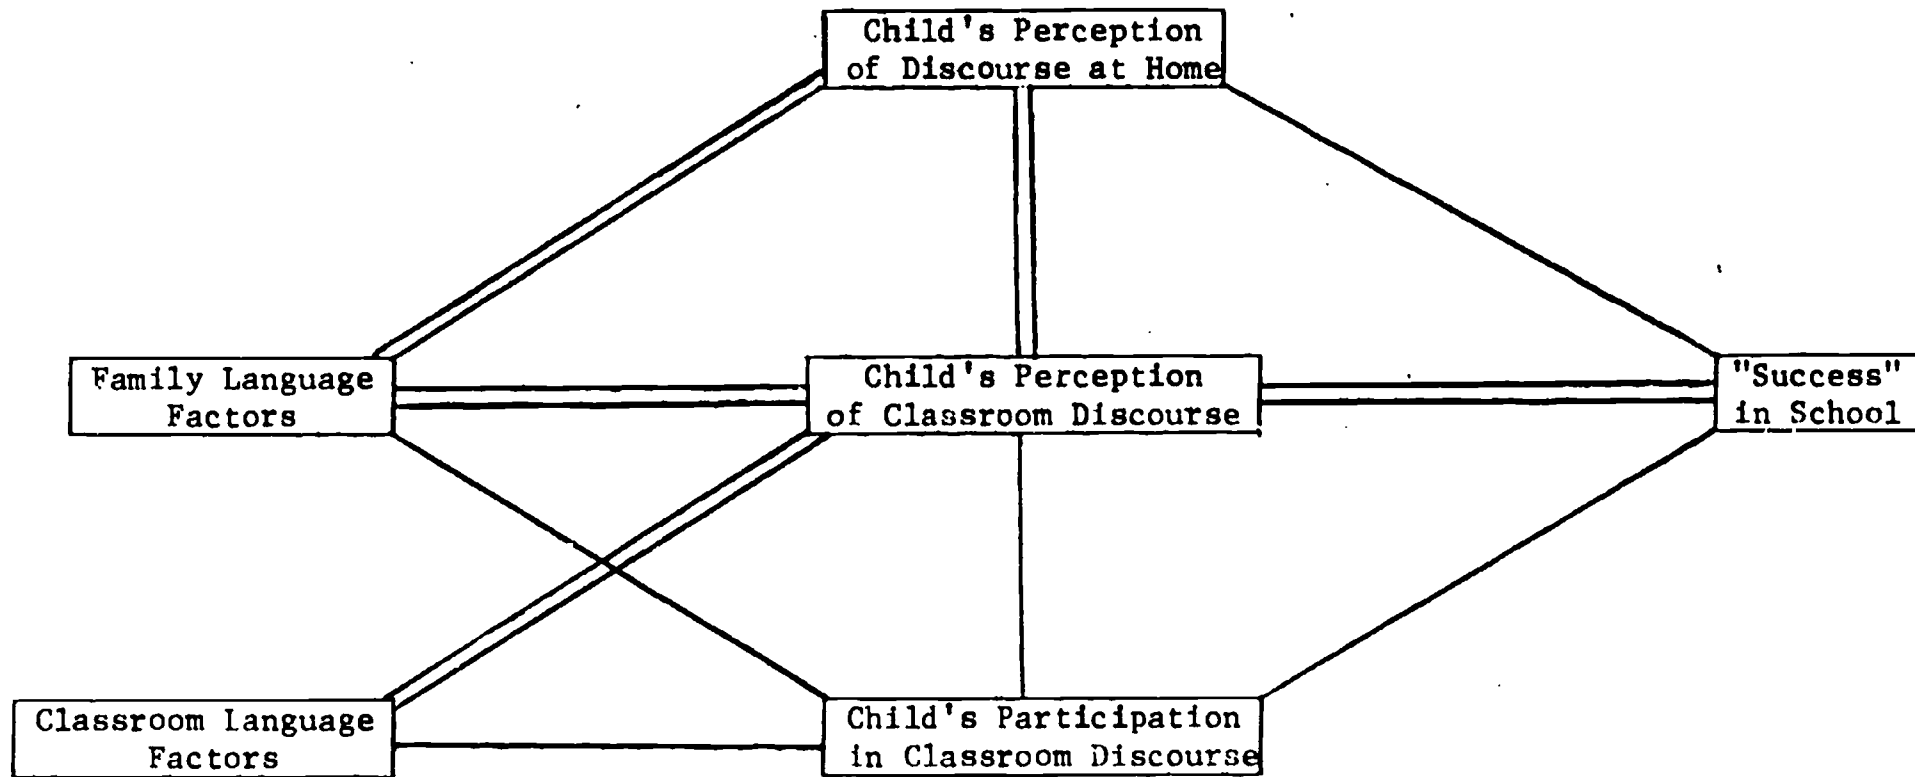 Child's Perception
of Discourse at Home
Family Language
Factors
Child's Perception
of Classroom Discourse
"Success"
in School
Classroom Language
Factors
Child's Participation
in Classroom Discourse